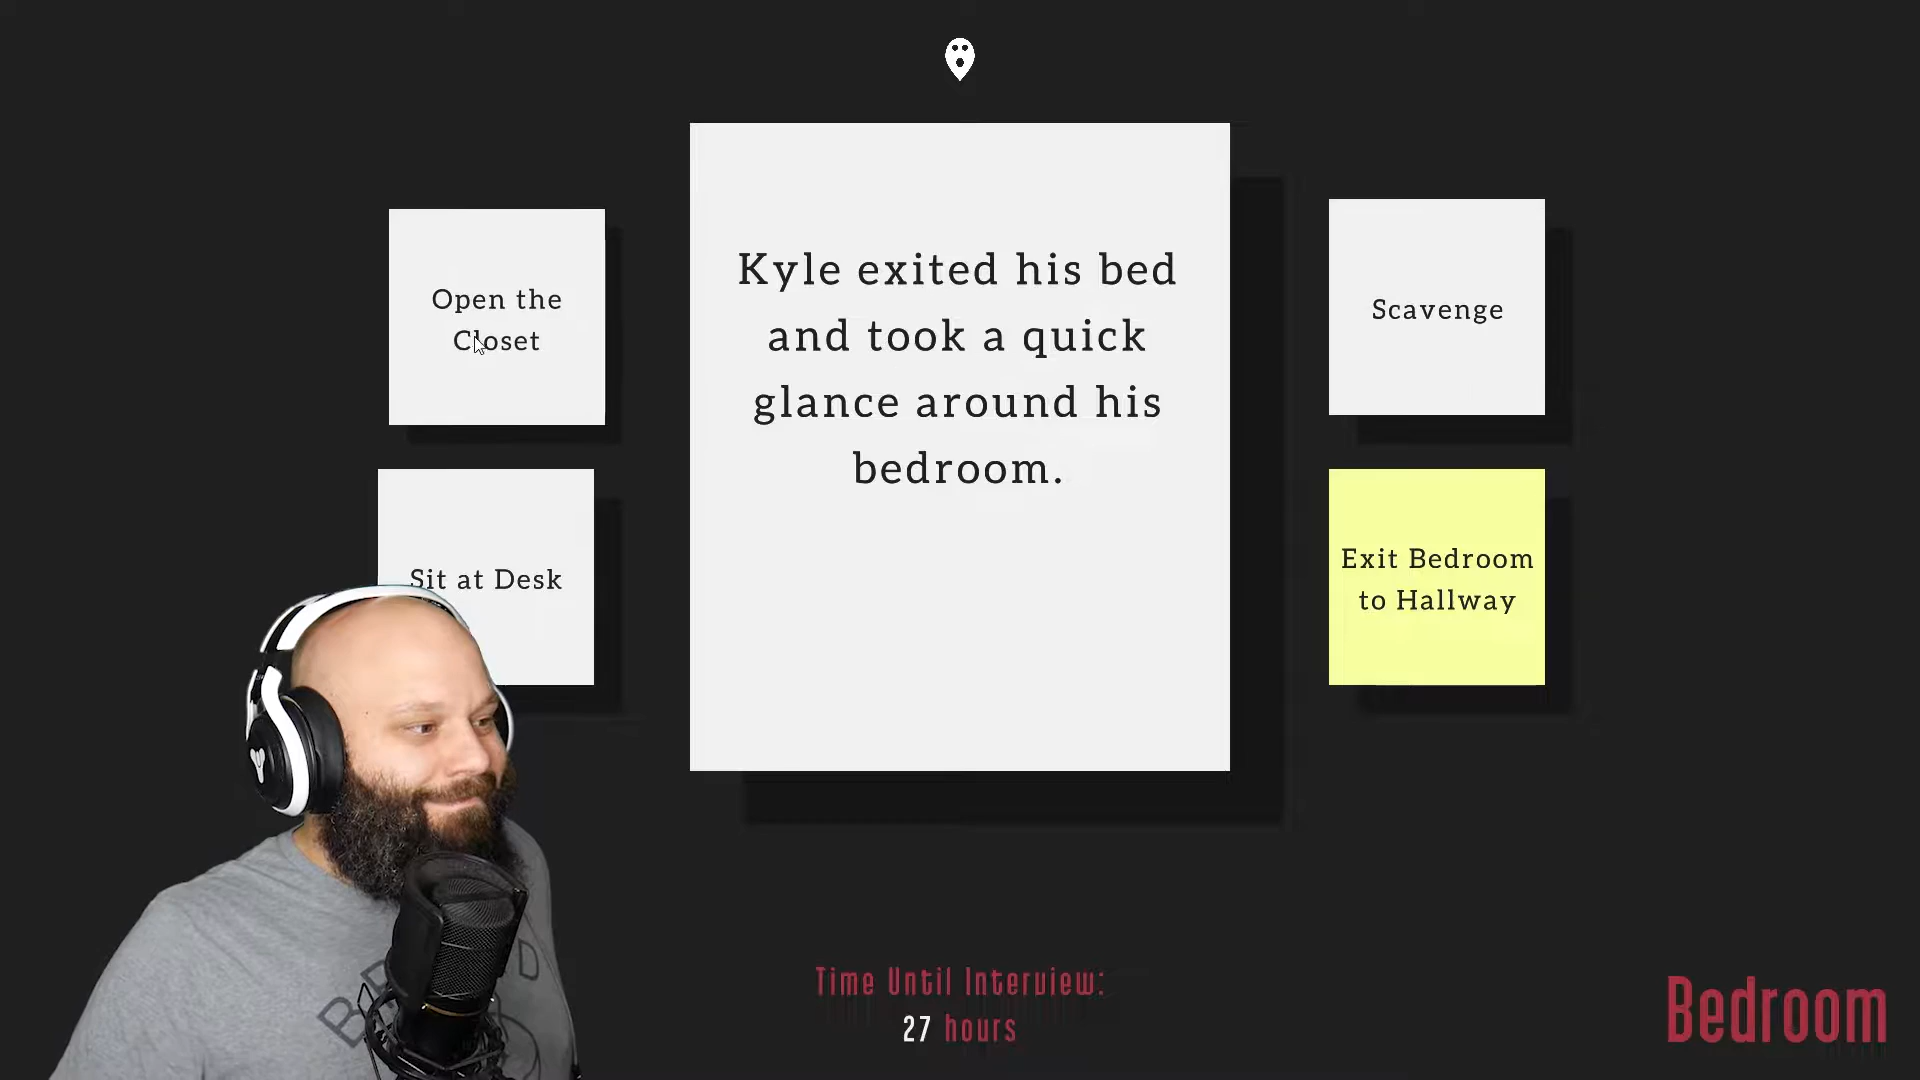 Open the
Closet
Sit at Desk
Kyle exited his bed
and took a quick
glance around his
bedroom.
Scavenge
Exit Bedroom
to Hallway
Time Until Interview:
27 hours
Bedroom